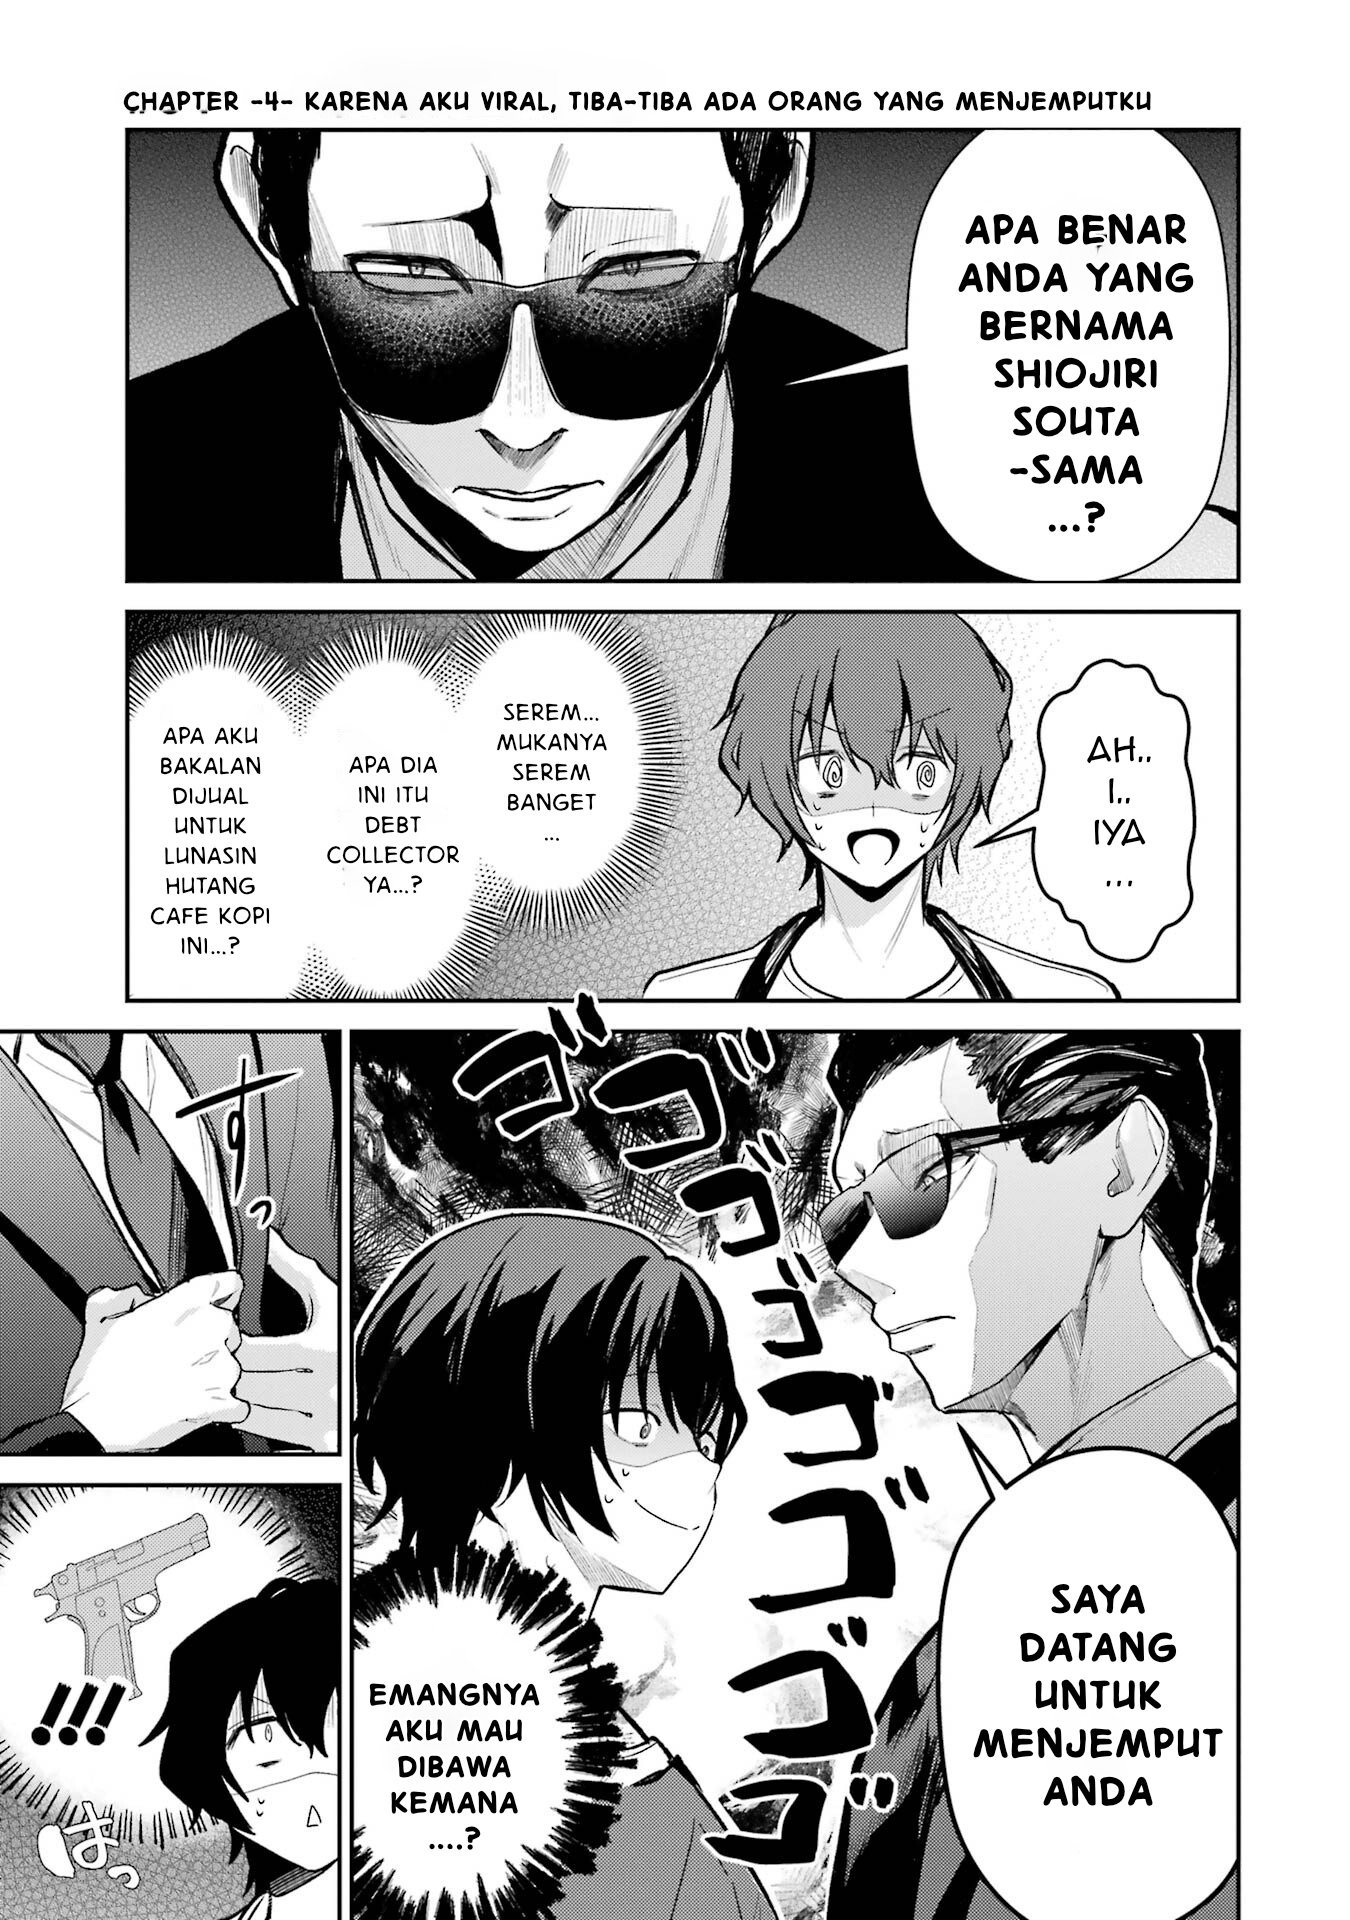 CHAPTER -4- KARENA AKU VIRAL, TIBA-TIBA ADA ORANG YANG MENJEMPUTKU
APA BENAR
ANDA YANG
BERNAMA
SHIOJIRI
SOUTA
-SAMA
...?
AH..
I..
IYA
...
SEREM...
MUKANYA
SEREM
BANGET
...
APA DIA
INI ITU
DEBT
COLLECTOR
YA...?
APA AKU
BAKALAN
DIJUAL
UNTUK
LUNASIN
HUTANG
CAFE KOPI
INI...?
ゴゴゴゴゴゴゴゴ
SAYA
DATANG
UNTUK
MENJEMPUT
ANDA
EMANGNYA
AKU MAU
DIBAWA
KEMANA
....?
すっ
!!!
はっ